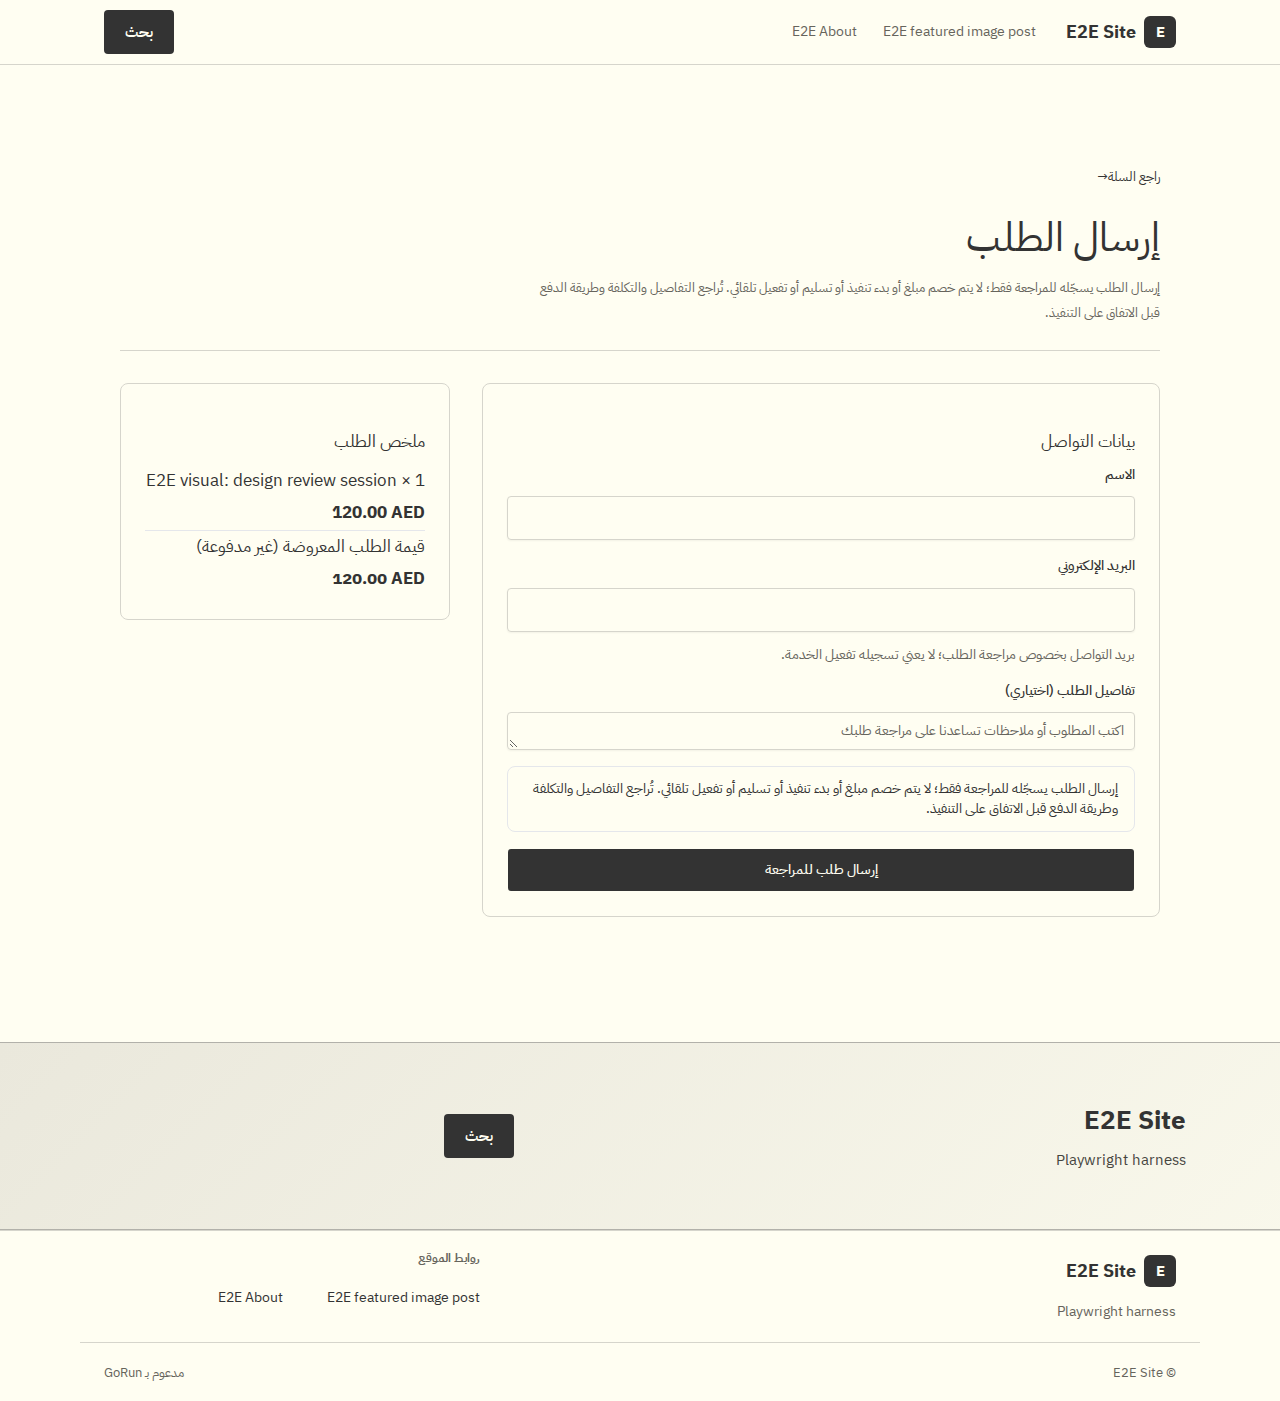 E
E2E Site
E2E featured image post
E2E About
بحث
راجع السلة→
إرسال الطلب
إرسال الطلب يسجّله للمراجعة فقط؛ لا يتم خصم مبلغ أو بدء تنفيذ أو تسليم أو تفعيل تلقائي. تُراجع التفاصيل والتكلفة وطريقة الدفع
قبل الاتفاق على التنفيذ.
بيانات التواصل
الاسم
البريد الإلكتروني
بريد التواصل بخصوص مراجعة الطلب؛ لا يعني تسجيله تفعيل الخدمة.
تفاصيل الطلب (اختياري)
اكتب المطلوب أو ملاحظات تساعدنا على مراجعة طلبك
إرسال الطلب يسجّله للمراجعة فقط؛ لا يتم خصم مبلغ أو بدء تنفيذ أو تسليم أو تفعيل تلقائي. تُراجع التفاصيل والتكلفة
وطريقة الدفع قبل الاتفاق على التنفيذ.
إرسال طلب للمراجعة
ملخص الطلب
E2E visual: design review session × 1
120.00 AED
قيمة الطلب المعروضة (غير مدفوعة)
120.00 AED
E2E Site
Playwright harness
بحث
E
E2E Site
Playwright harness
روابط الموقع
E2E featured image post
E2E About
E2E Site ©
مدعوم بـ GoRun